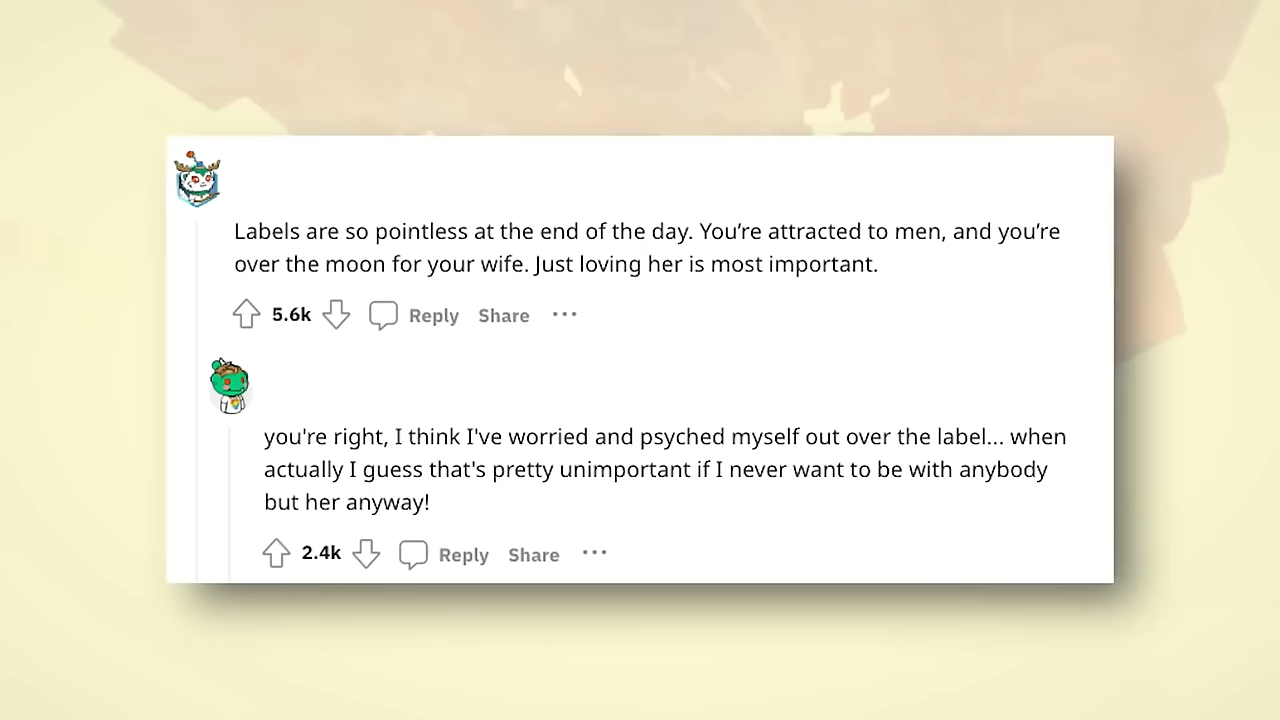 Labels are so pointless at the end of the day. You’re attracted to men, and you’re
over the moon for your wife. Just loving her is most important.
5.6k Reply Share ···
you're right, I think I've worried and psyched myself out over the label... when
actually I guess that's pretty unimportant if I never want to be with anybody
but her anyway!
2.4k Reply Share ···